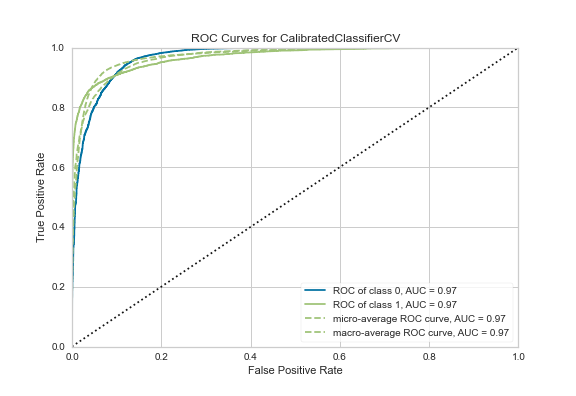 ROC Curves for CalibratedClassifierCV
1.0
0.8
0.6
0.4
0.2
0.0
True Positive Rate
ROC of class 0, AUC = 0.97
ROC of class 1, AUC = 0.97
micro-average ROC curve, AUC = 0.97
macro-average ROC curve, AUC = 0.97
0.0 0.2 0.4 0.6 0.8 1.0
False Positive Rate